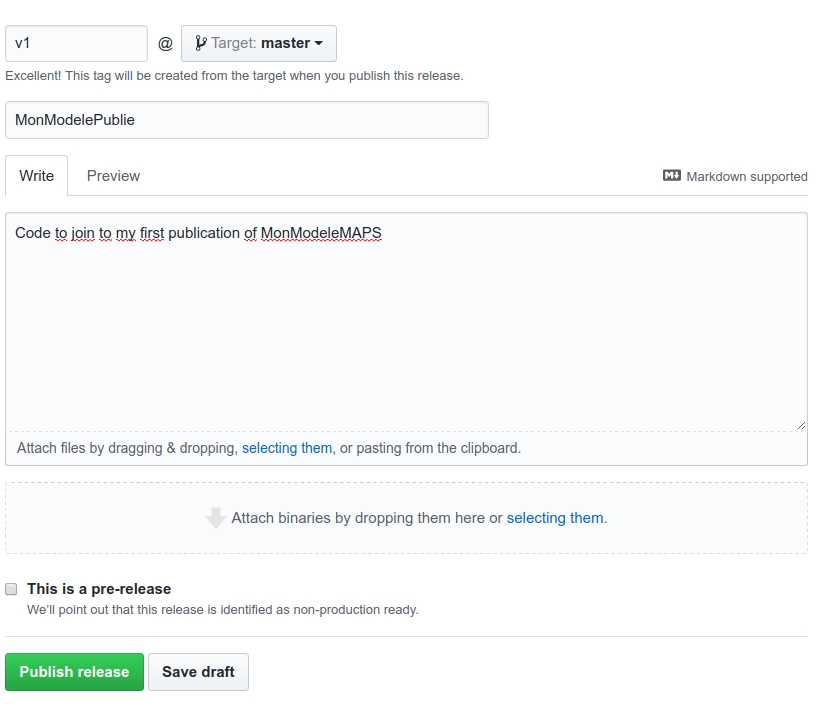 v1 @ Target: master
Excellent! This tag will be created from the target when you publish this release.
MonModelePublie
Write Preview Markdown supported
Code to join to my first publication of MonModeleMAPS
Attach files by dragging & dropping, selecting them, or pasting from the clipboard.
Attach binaries by dropping them here or selecting them.
This is a pre-release
We'll point out that this release is identified as non-production ready.
Publish release Save draft